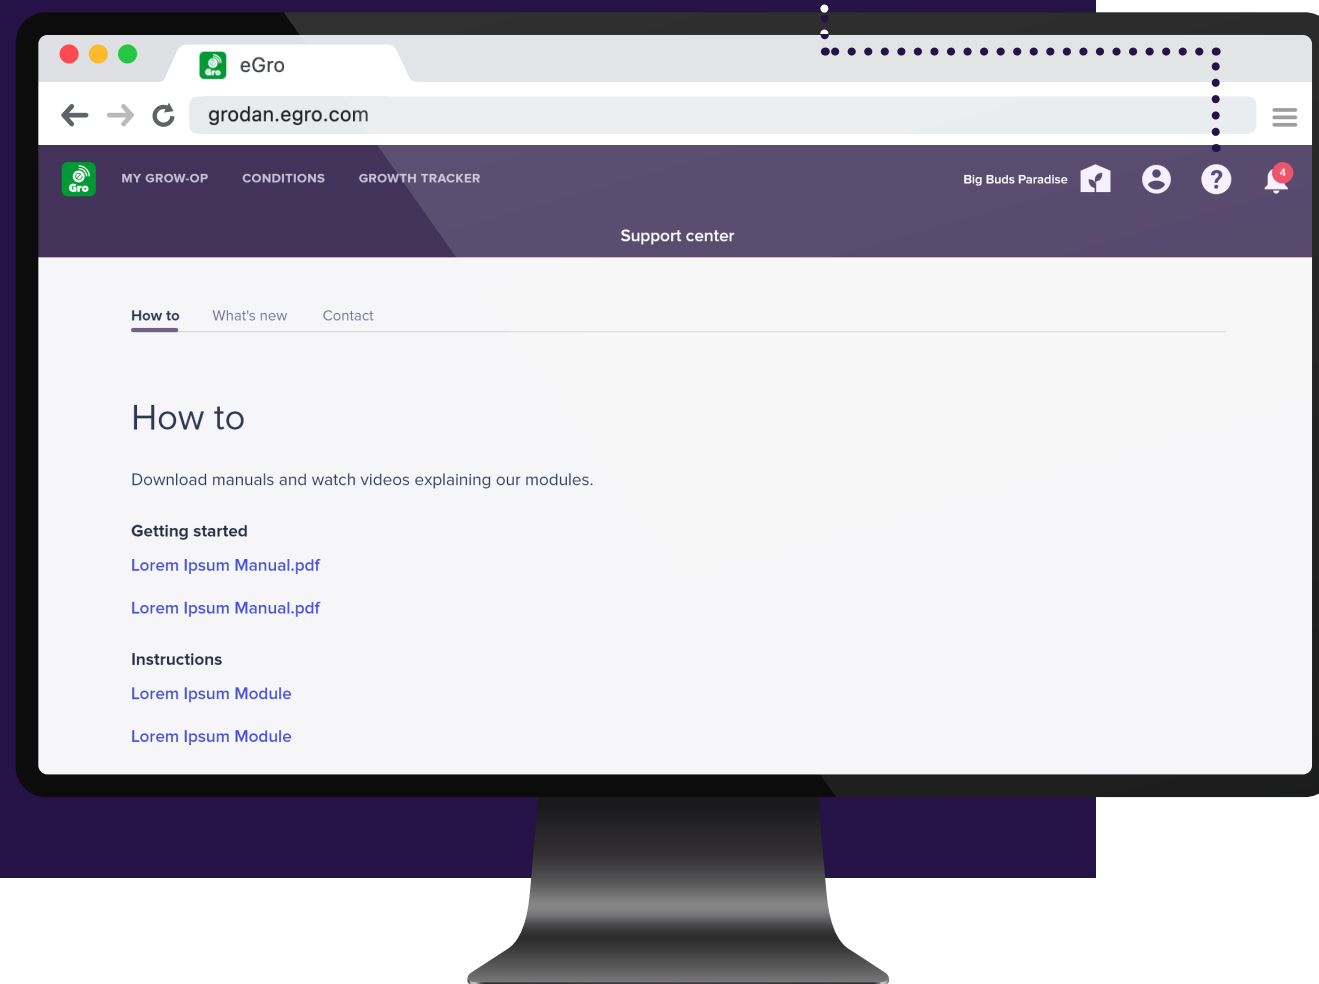 Gro
eGro
grodan.egro.com
Gro
MY GROW-OP
CONDITIONS
GROWTH TRACKER
Big Buds Paradise
?
4
Support center
How to
What's new
Contact
How to
Download manuals and watch videos explaining our modules.
Getting started
Lorem Ipsum Manual.pdf
Lorem Ipsum Manual.pdf
Instructions
Lorem Ipsum Module
Lorem Ipsum Module